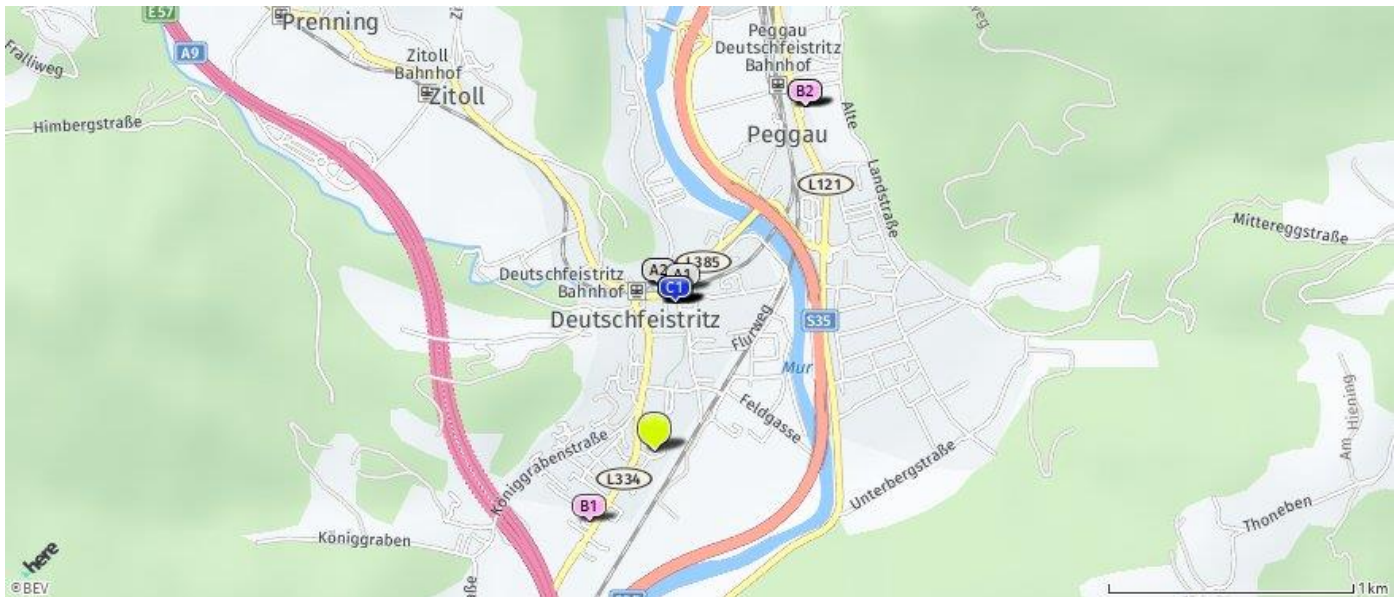 E57
Prenning
Zi
A9
Fralliweg
Zitoll
Bahnhof
Zitoll
Himbergstraße
Peggau
Deutschfeistritz
Bahnhof
B2
Peggau
Alte
Landstraße
L121
Mittereggstraße
A2
A1
L385
C1
Deutschfeistritz
Bahnhof
Deutschfeistritz
Flurweg
S35
Mur
Feldgasse
Königgrabenstraße
L334
B1
Unterbergstraße
Am Hiening
Thoneben
Königgraben
here
©BEV
1km